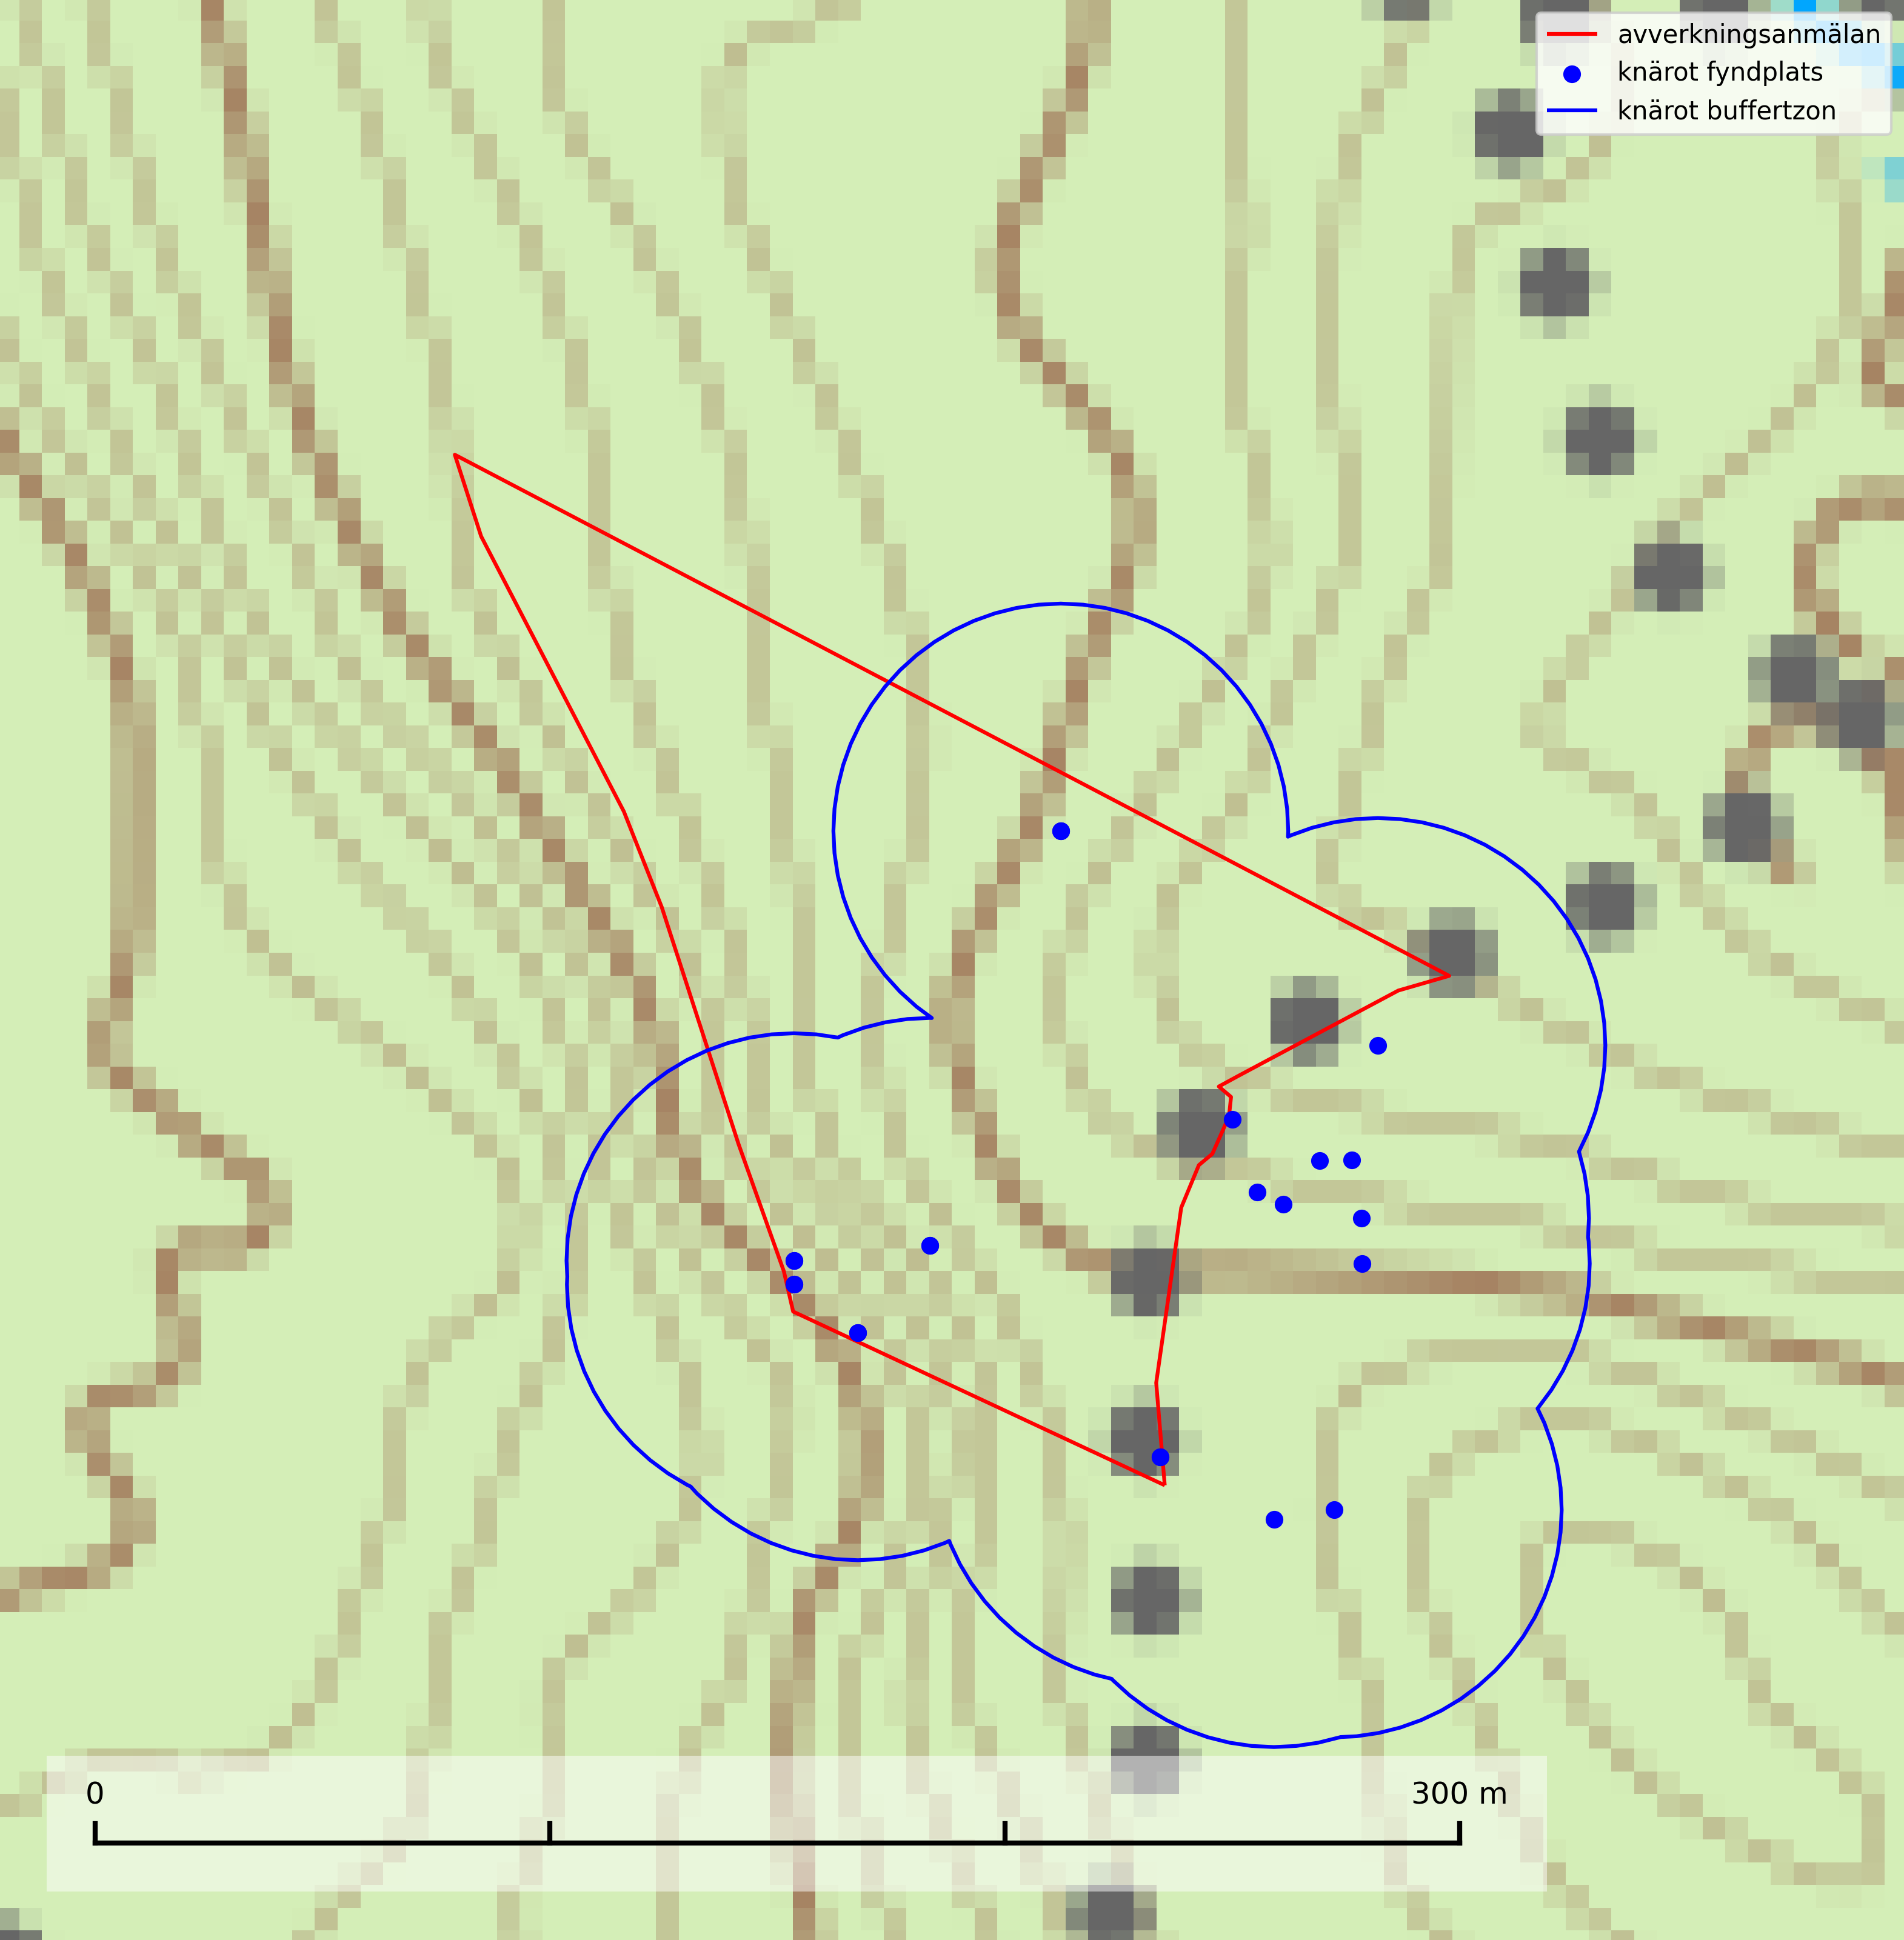 avverkningsanmälan
knärot fyndplats
knärot buffertzon
0
300 m